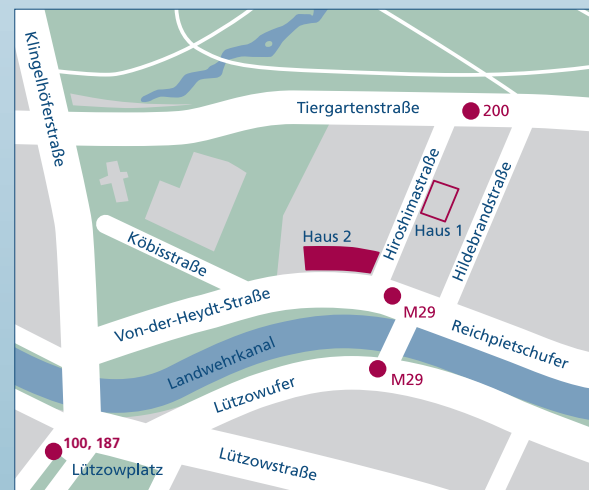 Klingelhöferstraße
Tiergartenstraße
200
Hiroshimastraße
Haus 1
Hildebrandstraße
Haus 2
Köbisstraße
Von-der-Heydt-Straße
M29
Reichpietschufer
Landwehrkanal
M29
Lützowufer
100, 187
Lützowplatz
Lützowstraße